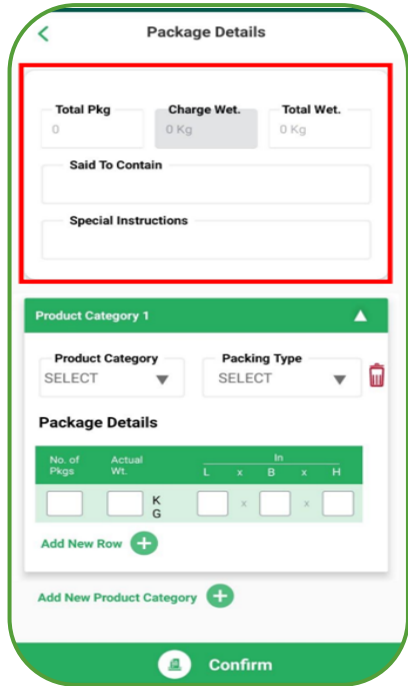 Package Details
Total Pkg Charge Wet. Total Wet.
0 0 Kg 0 Kg
Said To Contain
Special Instructions
Product Category 1
Product Category Packing Type
SELECT SELECT
Package Details
In
No. of Actual
Pkgs Wt. L x B x H
K
G x x
Add New Row
Add New Product Category
Confirm